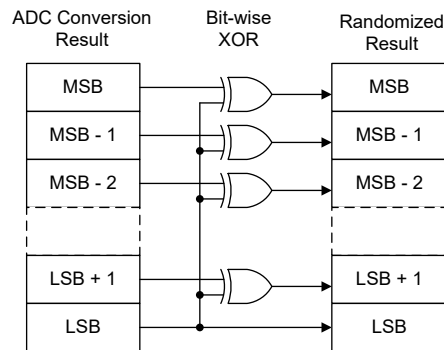 ADC Conversion
Result
Bit-wise
XOR
Randomized
Result
MSB
MSB
MSB - 1
MSB - 1
MSB - 2
MSB - 2
LSB + 1
LSB + 1
LSB
LSB